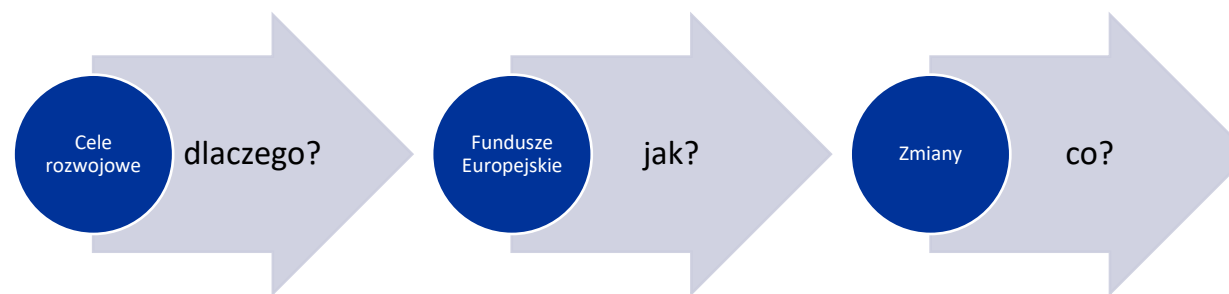 Cele
rozwojowe
dlaczego?
Fundusze
Europejskie
jak?
Zmiany
co?